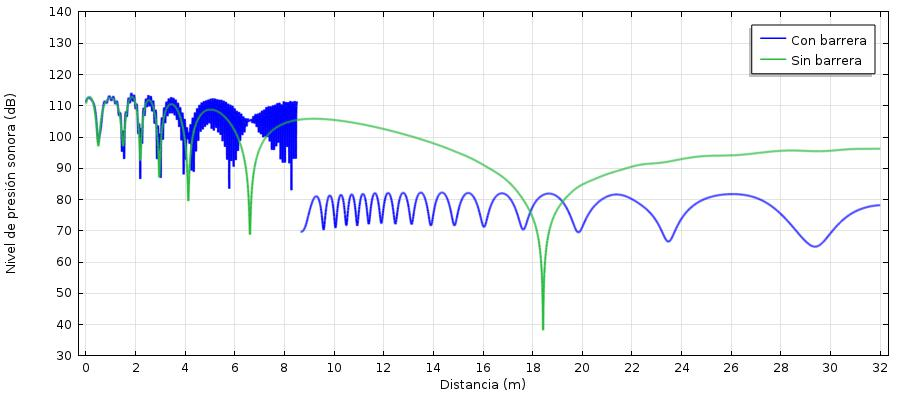 140
130
120
110
100
90
80
70
60
50
40
30
Nivel de presión sonora (dB)
Con barrera
Sin barrera
0 2 4 6 8 10 12 14 16 18 20 22 24 26 28 30 32
Distancia (m)